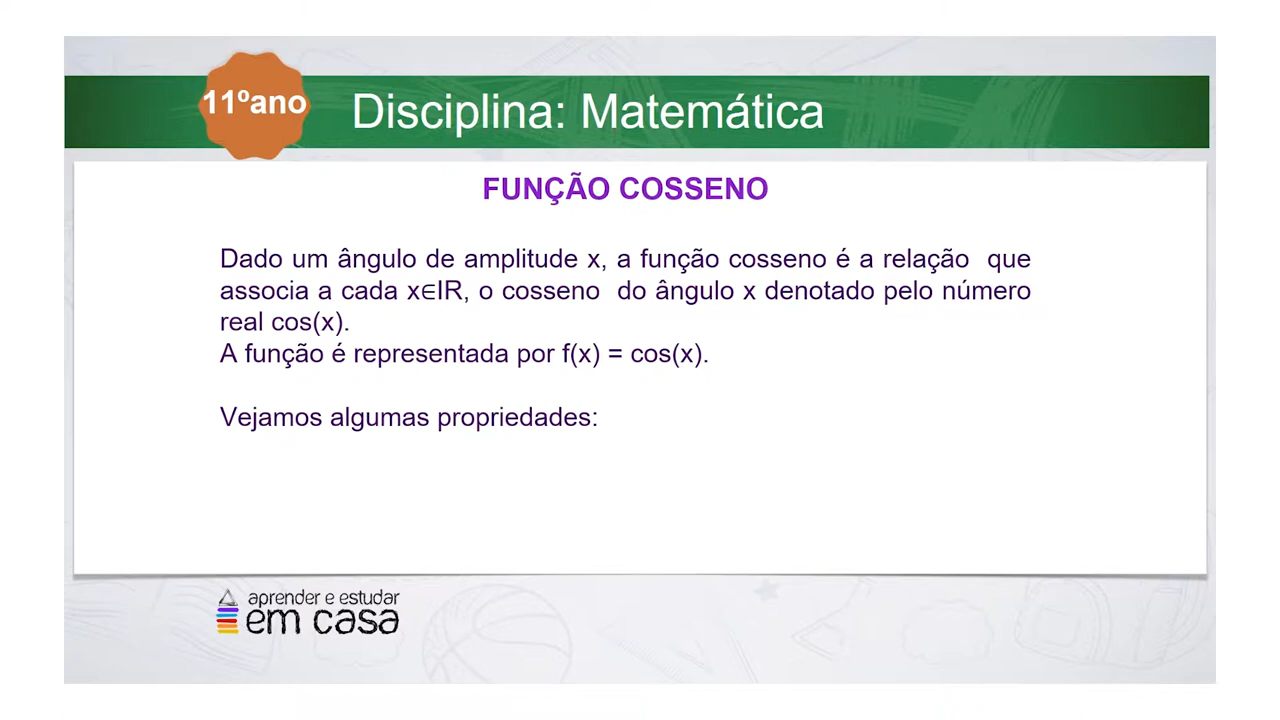 11ºano
Disciplina: Matemática
FUNÇÃO COSSENO
Dado um ângulo de amplitude x, a função cosseno é a relação que
associa a cada x∈IR, o cosseno do ângulo x denotado pelo número
real cos(x).
A função é representada por f(x) = cos(x).
Vejamos algumas propriedades:
aprender e estudar
em casa